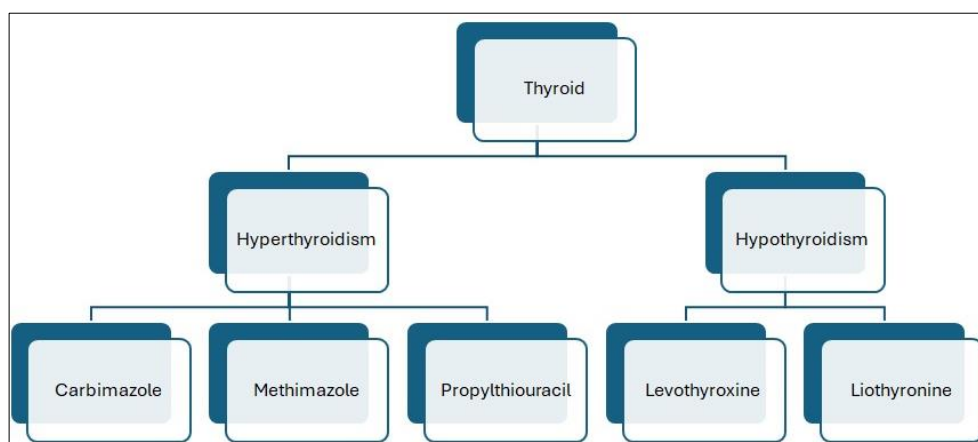 Thyroid
Hyperthyroidism
Hypothyroidism
Carbimazole
Methimazole
Propylthiouracil
Levothyroxine
Liothyronine